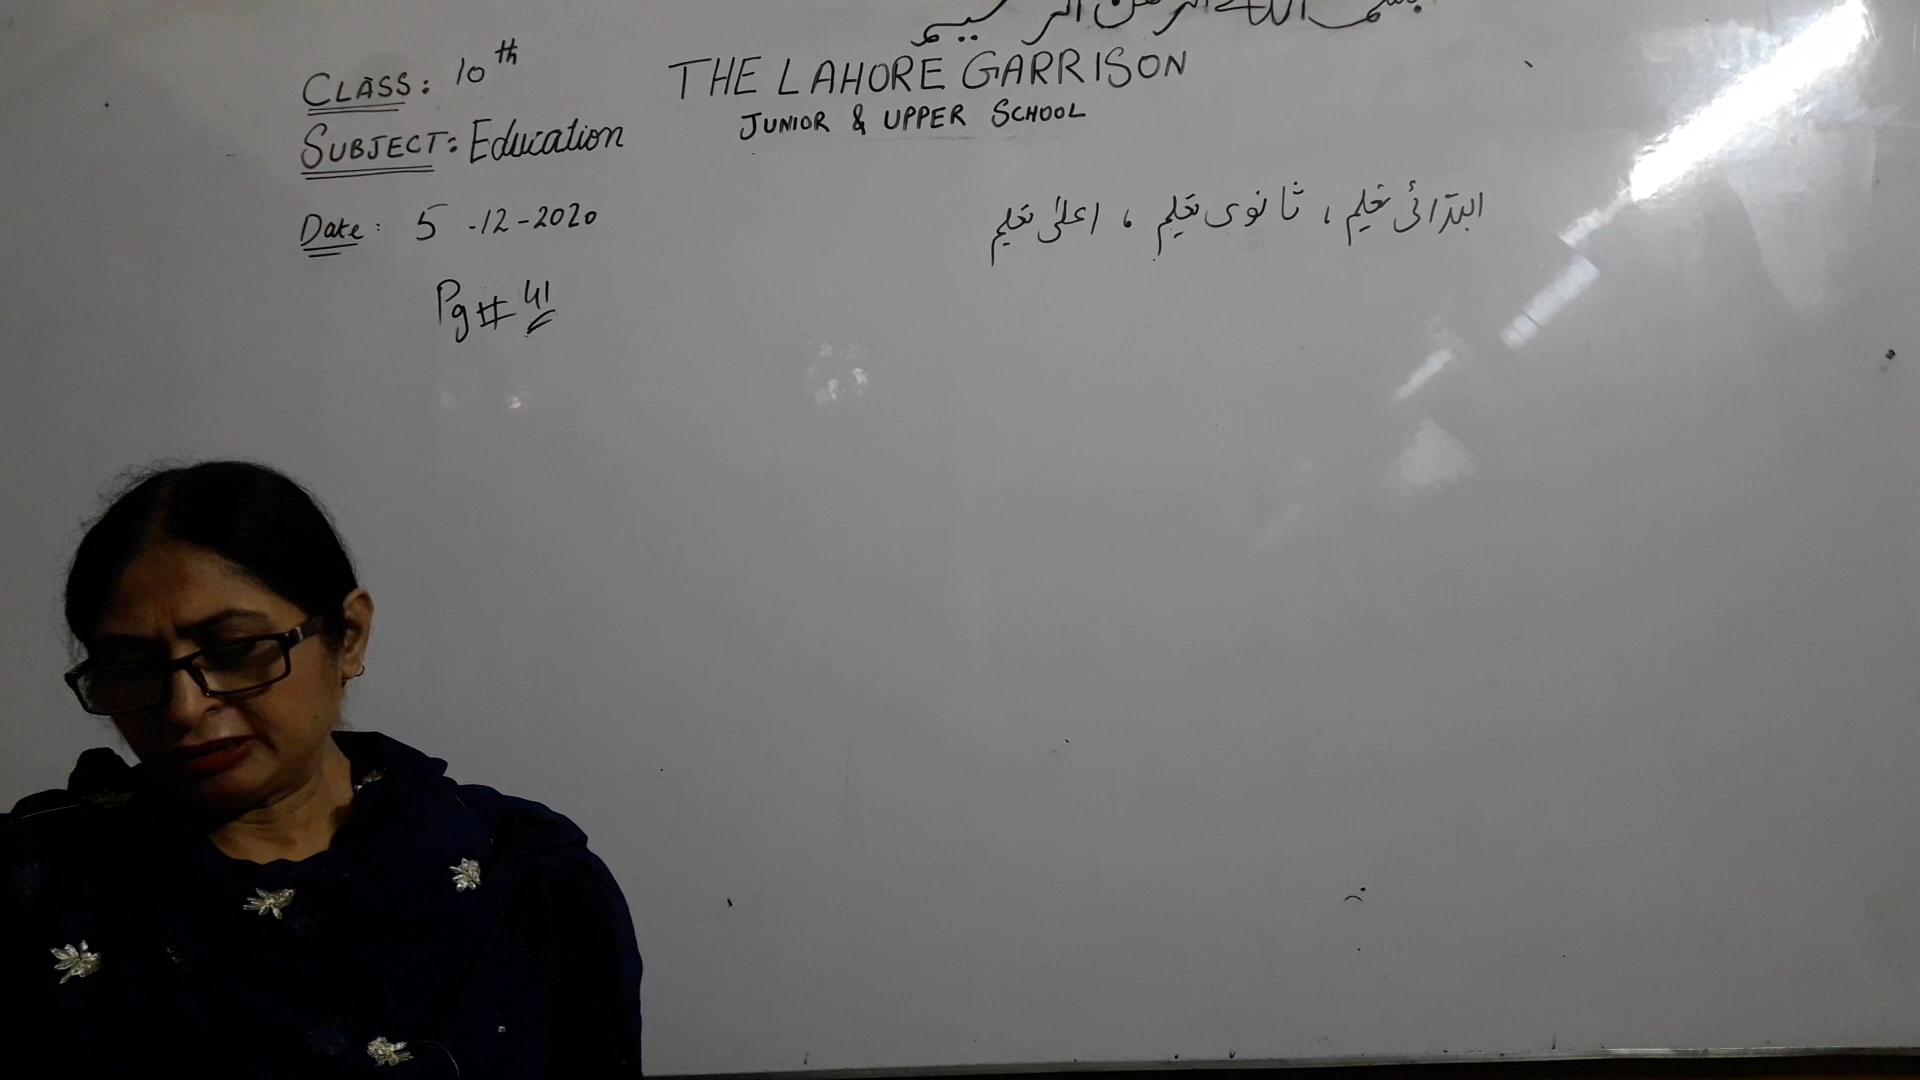 بسم اللہ الرحمٰن الرحیم
THE LAHORE GARRISON
JUNIOR & UPPER SCHOOL
CLASS: 10th
SUBJECT: Education
Date: 5-12-2020
Pg# 41
ابتدائی تعلیم، ثانوی تعلیم، اعلیٰ تعلیم